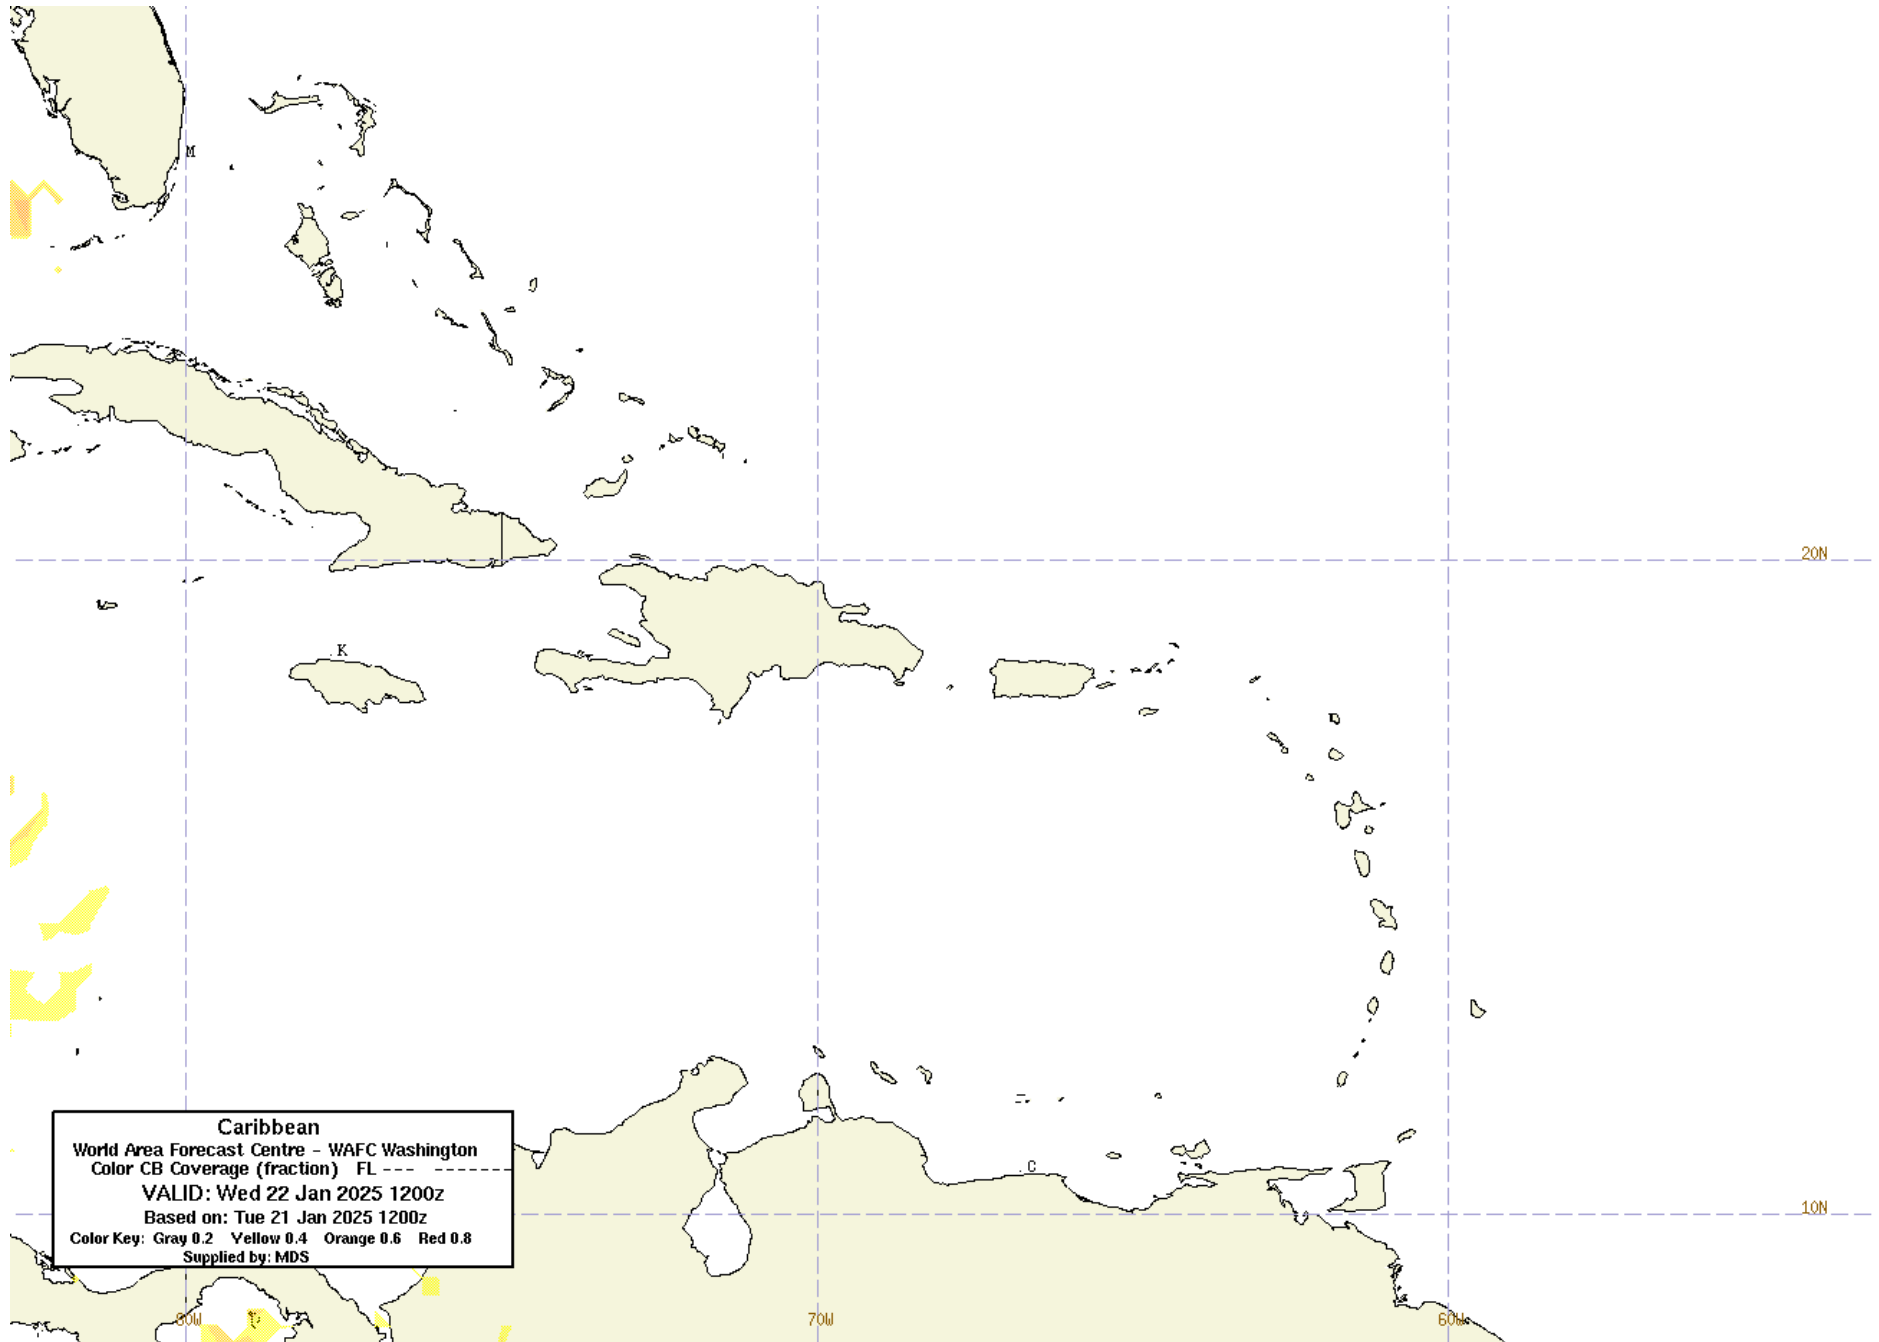 M
20N
.K
.C
10N
Caribbean
World Area Forecast Centre - WAFC Washington
Color CB Coverage (fraction) FL --- -------
VALID: Wed 22 Jan 2025 1200z
Based on: Tue 21 Jan 2025 1200z
Color Key: Gray 0.2 Yellow 0.4 Orange 0.6 Red 0.8
Supplied by: MDS
80W
70W
60W